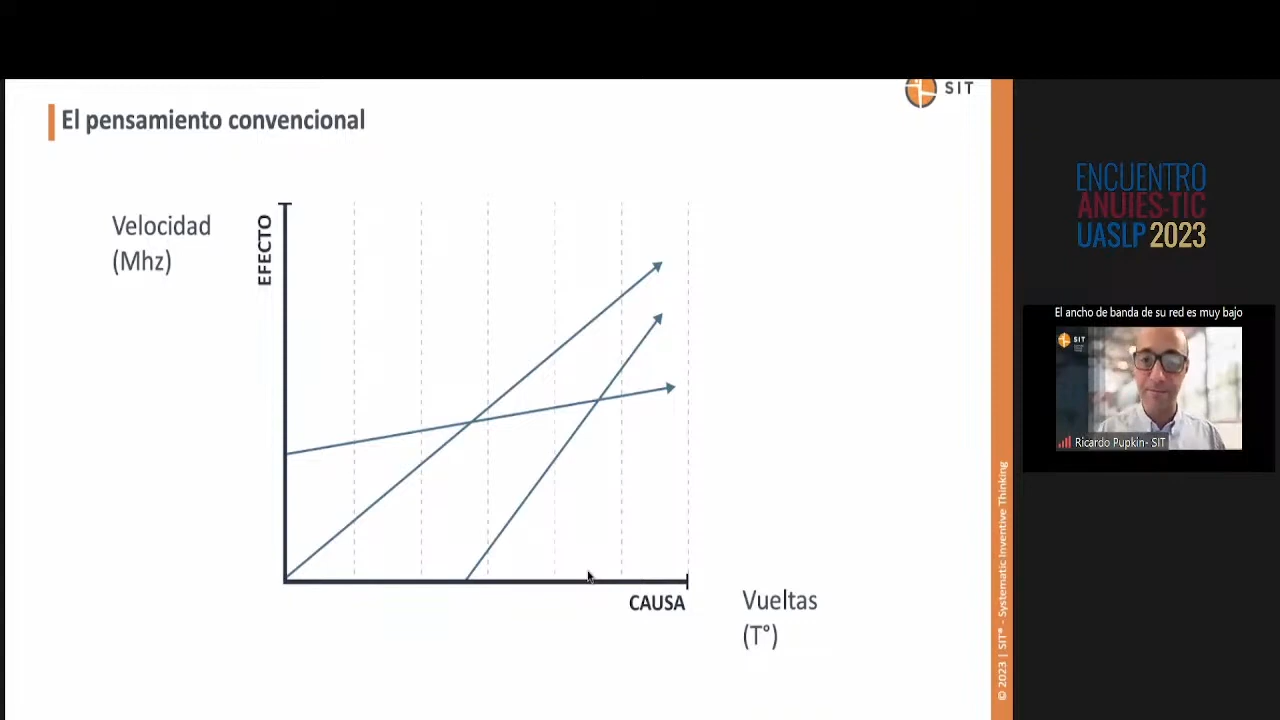 SIT
El pensamiento convencional
Velocidad
(Mhz)
EFECTO
CAUSA
Vueltas
(T°)
© 2023 | SIT® - Systematic Inventive Thinking
ENCUENTRO
ANUIES-TIC
UASLP 2023
El ancho de banda de su red es muy bajo
SIT
Ricardo Pupkin- SIT